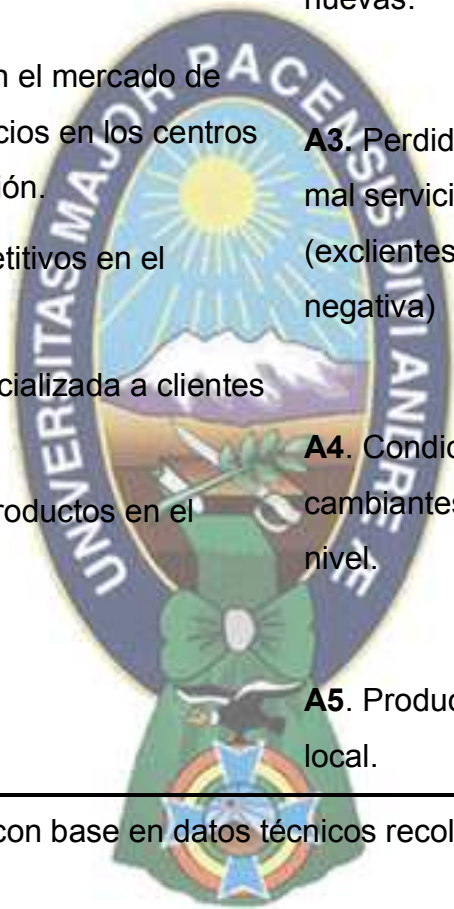 nuevas.
n el mercado de
cios en los centros
ión.
etitivos en el
cializada a clientes
roductos en el
A3. Perdid
mal servici
(exclientes
negativa)
A4. Condic
cambiantes
nivel.
A5. Produc
local.
con base en datos técnicos recol
UNIVERSITAS MAJOR PACENSIS DIVI ANDRE Æ